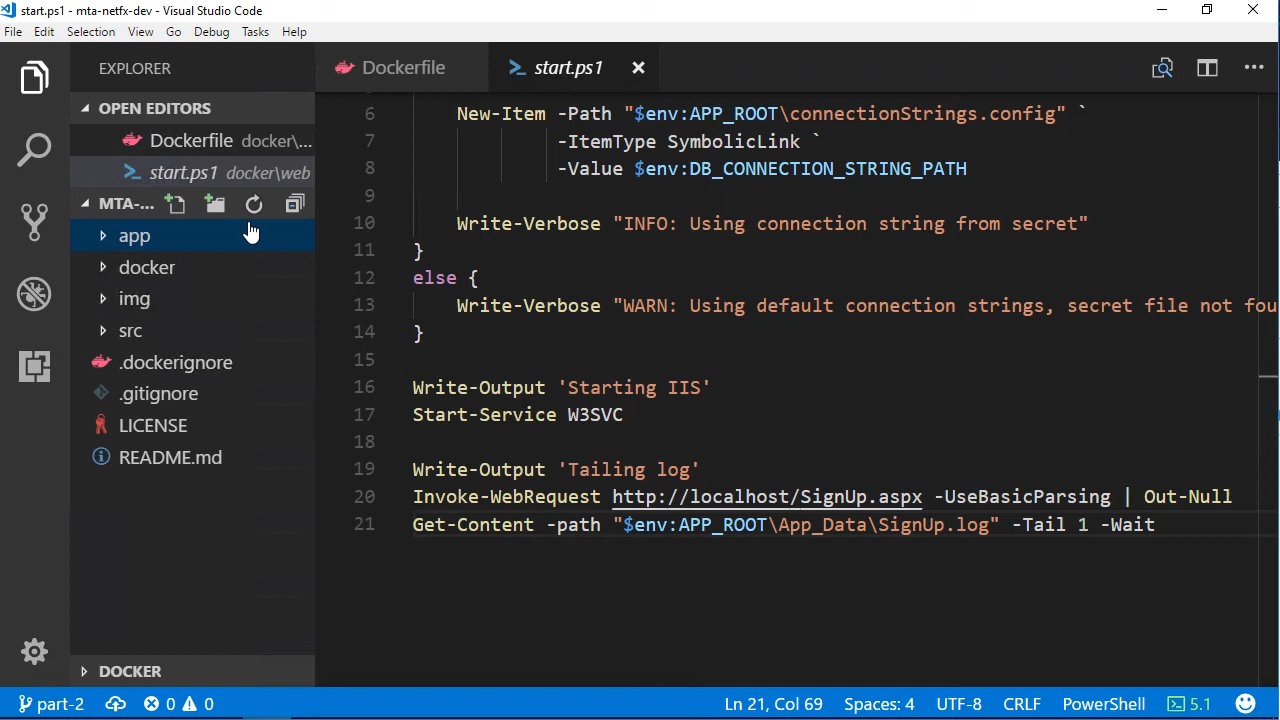 start.ps1 - mta-netfx-dev - Visual Studio Code
File Edit Selection View Go Debug Tasks Help
EXPLORER
OPEN EDITORS
Dockerfile docker\...
start.ps1 docker\web
MTA-...
app
docker
img
src
.dockerignore
.gitignore
LICENSE
README.md
DOCKER
Dockerfile
start.ps1
6 New-Item -Path "$env:APP_ROOT\connectionStrings.config" `
7 -ItemType SymbolicLink `
8 -Value $env:DB_CONNECTION_STRING_PATH
9
10 Write-Verbose "INFO: Using connection string from secret"
11 }
12 else {
13 Write-Verbose "WARN: Using default connection strings, secret file not fou
14 }
15
16 Write-Output 'Starting IIS'
17 Start-Service W3SVC
18
19 Write-Output 'Tailing log'
20 Invoke-WebRequest http://localhost/SignUp.aspx -UseBasicParsing | Out-Null
21 Get-Content -path "$env:APP_ROOT\App_Data\SignUp.log" -Tail 1 -Wait
part-2 0 0 Ln 21, Col 69 Spaces: 4 UTF-8 CRLF PowerShell 5.1